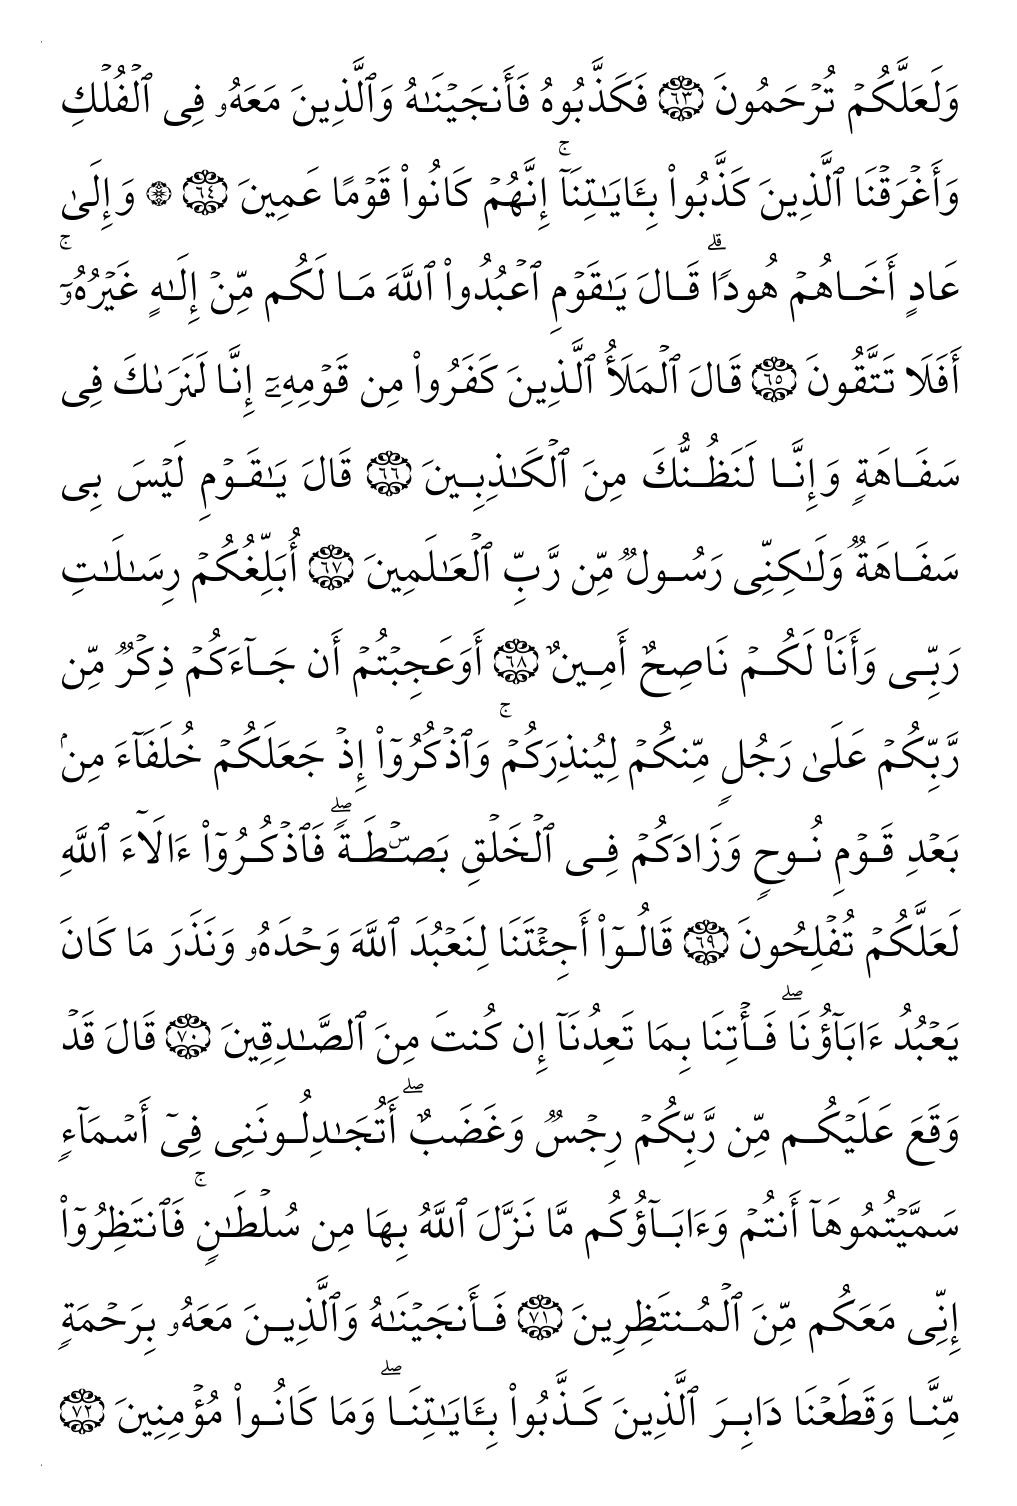 وَلَعَلَّكُمۡ تُرۡحَمُونَ ٦٣ فَكَذَّبُوهُ فَأَنجَيۡنَٰهُ وَٱلَّذِينَ مَعَهُۥ فِي ٱلۡفُلۡكِ
وَأَغۡرَقۡنَا ٱلَّذِينَ كَذَّبُواْ بِـَٔايَٰتِنَآۚ إِنَّهُمۡ كَانُواْ قَوۡمًا عَمِينَ ٦٤ ۞ وَإِلَىٰ
عَادٍ أَخَاهُمۡ هُودٗاۚ قَالَ يَٰقَوۡمِ ٱعۡبُدُواْ ٱللَّهَ مَا لَكُم مِّنۡ إِلَٰهٍ غَيۡرُهُۥٓۚ
أَفَلَا تَتَّقُونَ ٦٥ قَالَ ٱلۡمَلَأُ ٱلَّذِينَ كَفَرُواْ مِن قَوۡمِهِۦٓ إِنَّا لَنَرَىٰكَ فِي
سَفَاهَةٖ وَإِنَّا لَنَظُنُّكَ مِنَ ٱلۡكَٰذِبِينَ ٦٦ قَالَ يَٰقَوۡمِ لَيۡسَ بِي
سَفَاهَةٞ وَلَٰكِنِّي رَسُولٞ مِّن رَّبِّ ٱلۡعَٰلَمِينَ ٦٧ أُبَلِّغُكُمۡ رِسَٰلَٰتِ
رَبِّي وَأَنَا۠ لَكُمۡ نَاصِحٌ أَمِينٌ ٦٨ أَوَعَجِبۡتُمۡ أَن جَآءَكُمۡ ذِكۡرٞ مِّن
رَّبِّكُمۡ عَلَىٰ رَجُلٖ مِّنكُمۡ لِيُنذِرَكُمۡۚ وَٱذۡكُرُوٓاْ إِذۡ جَعَلَكُمۡ خُلَفَآءَ مِنۢ
بَعۡدِ قَوۡمِ نُوحٖ وَزَادَكُمۡ فِي ٱلۡخَلۡقِ بَصۜۡطَةٗۖ فَٱذۡكُرُوٓاْ ءَالَآءَ ٱللَّهِ
لَعَلَّكُمۡ تُفۡلِحُونَ ٦٩ قَالُوٓاْ أَجِئۡتَنَا لِنَعۡبُدَ ٱللَّهَ وَحۡدَهُۥ وَنَذَرَ مَا كَانَ
يَعۡبُدُ ءَابَآؤُنَا ۖ فَأۡتِنَا بِمَا تَعِدُنَآ إِن كُنتَ مِنَ ٱلصَّٰدِقِينَ ٧٠ قَالَ قَدۡ
وَقَعَ عَلَيۡكُم مِّن رَّبِّكُمۡ رِجۡسٞ وَغَضَبٌۖ أَتُجَٰدِلُونَنِي فِيٓ أَسۡمَآءٖ
سَمَّيۡتُمُوهَآ أَنتُمۡ وَءَابَآؤُكُم مَّا نَزَّلَ ٱللَّهُ بِهَا مِن سُلۡطَٰنٖۚ فَٱنتَظِرُوٓاْ
إِنِّي مَعَكُم مِّنَ ٱلۡمُنتَظِرِينَ ٧١ فَأَنجَيۡنَٰهُ وَٱلَّذِينَ مَعَهُۥ بِرَحۡمَةٖ
مِّنَّا وَقَطَعۡنَا دَابِرَ ٱلَّذِينَ كَذَّبُواْ بِـَٔايَٰتِنَاۖ وَمَا كَانُواْ مُؤۡمِنِينَ ٧٢